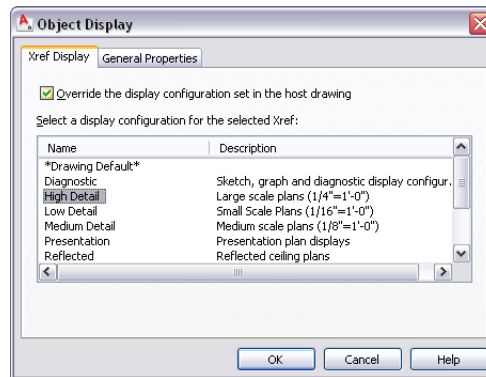 Object Display
Xref Display General Properties
Override the display configuration set in the host drawing
Select a display configuration for the selected Xref:
Name Description
*Drawing Default*
Diagnostic Sketch, graph and diagnostic display configur.
High Detail Large scale plans (1/4"=1'-0")
Low Detail Small Scale Plans (1/16"=1'-0")
Medium Detail Medium scale plans (1/8"=1'-0")
Presentation Presentation plan displays
Reflected Reflected ceiling plans
OK Cancel Help